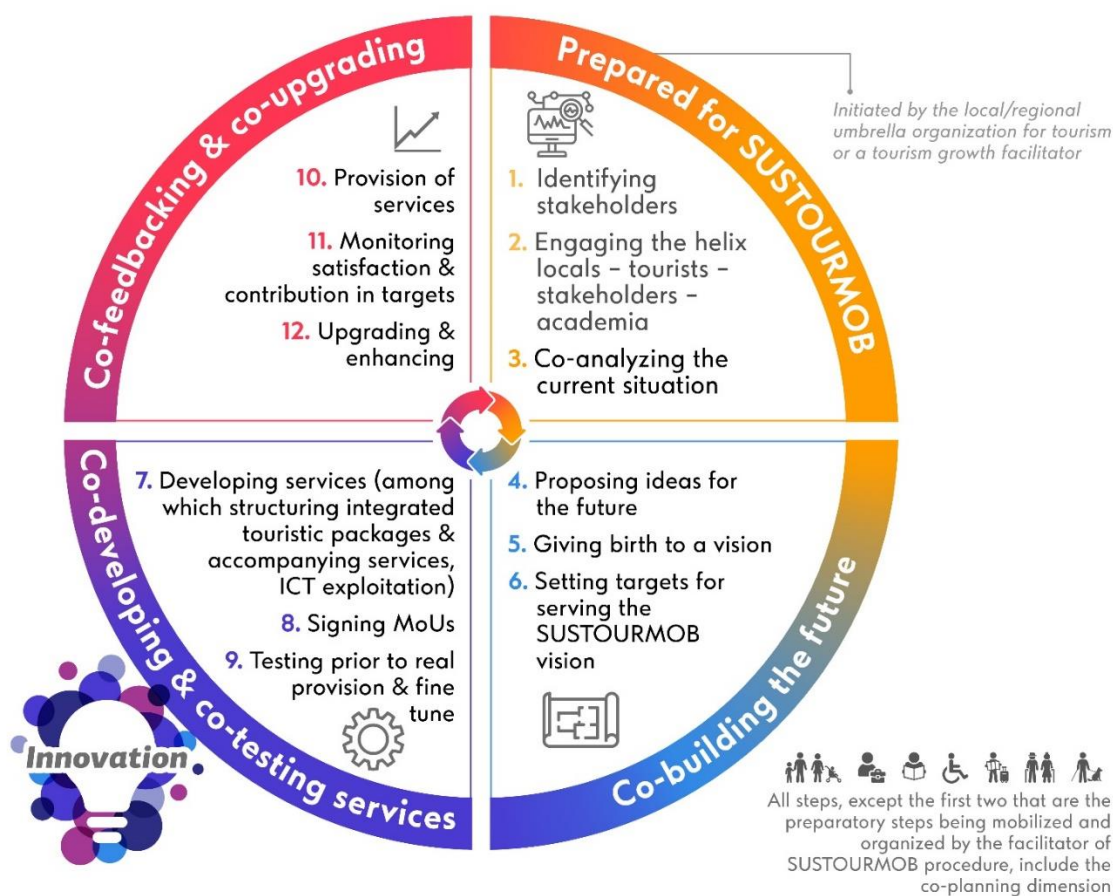 Prepared for SUSTOURMOB
Initiated by the local/regional
umbrella organization for tourism
or a tourism growth facilitator
1. Identifying
stakeholders
2. Engaging the helix
locals – tourists –
stakeholders –
academia
3. Co-analyzing the
current situation
Co-building the future
4. Proposing ideas for
the future
5. Giving birth to a vision
6. Setting targets for
serving the
SUSTOURMOB
vision
Co-developing & co-testing services
7. Developing services (among
which structuring integrated
touristic packages &
accompanying services,
ICT exploitation)
8. Signing MoUs
9. Testing prior to real
provision & fine
tune
Co-feedbacking & co-upgrading
10. Provision of
services
11. Monitoring
satisfaction &
contribution in targets
12. Upgrading &
enhancing
Innovation
All steps, except the first two that are the
preparatory steps being mobilized and
organized by the facilitator of
SUSTOURMOB procedure, include the
co-planning dimension